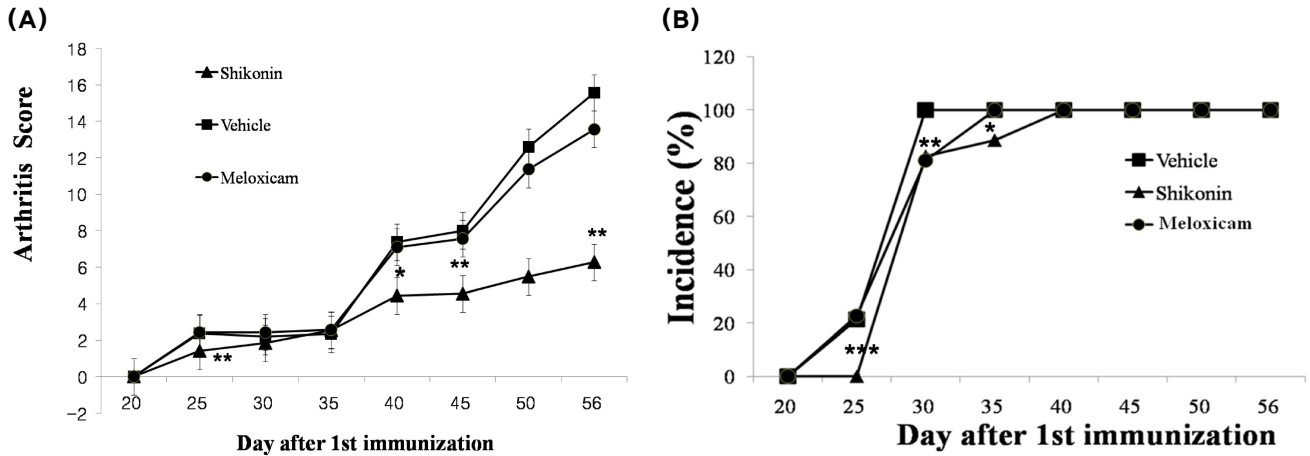 (A)
18
16
14
12
10
8
6
4
2
0
−2
Arthritis Score
Shikonin
Vehicle
Meloxicam
**
*
**
**
20 25 30 35 40 45 50 56
Day after 1st immunization
(B)
120
100
80
60
40
20
0
Incidence (%)
***
**
*
Vehicle
Shikonin
Meloxicam
20 25 30 35 40 45 50 56
Day after 1st immunization